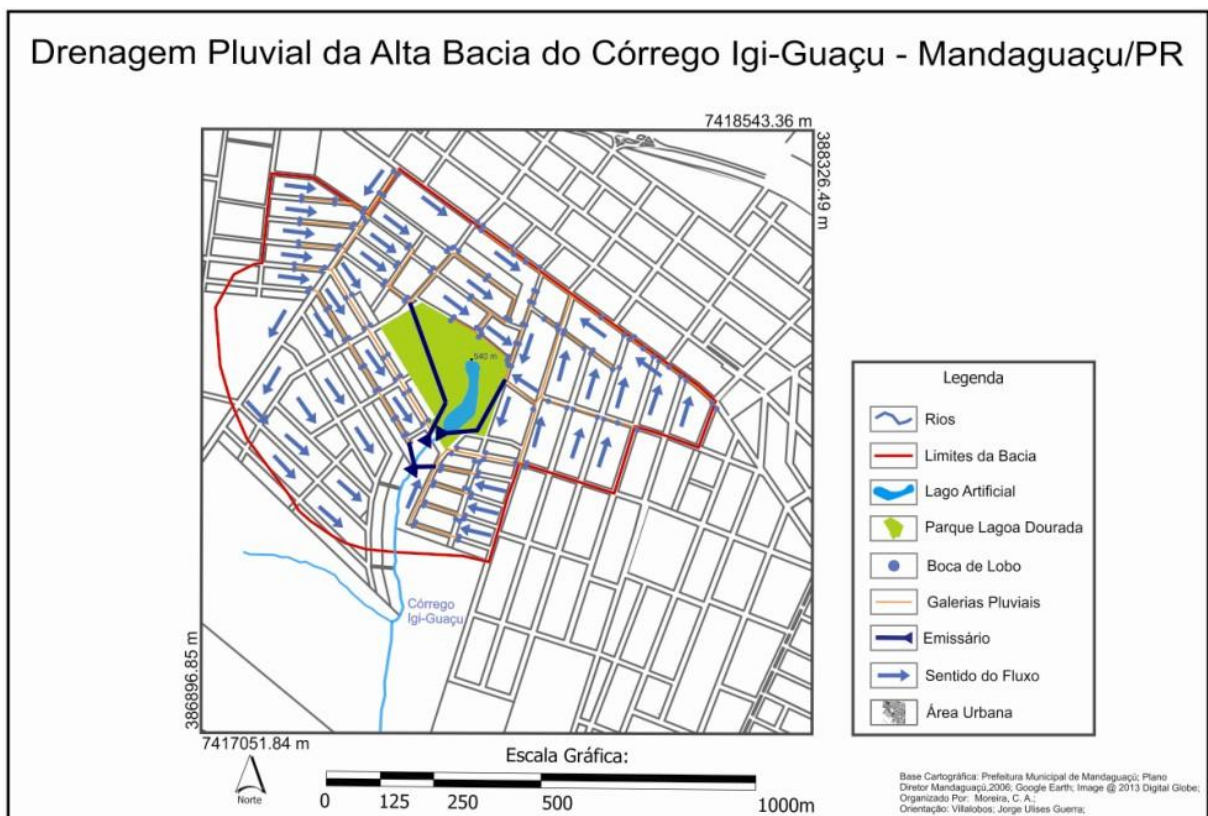 Drenagem Pluvial da Alta Bacia do Córrego Igi-Guaçu - Mandaguaçu/PR
7418543.36 m
388326.49 m
540 m
Córrego
Igi-Guaçu
386896.85 m
7417051.84 m
Norte
Escala Gráfica:
0 125 250 500 1000m
Legenda
Rios
Limites da Bacia
Lago Artificial
Parque Lagoa Dourada
Boca de Lobo
Galerias Pluviais
Emissário
Sentido do Fluxo
Área Urbana
Base Cartográfica: Prefeitura Municipal de Mandaguaçú; Plano
Diretor Mandaguaçú,2006; Google Earth; Image @ 2013 Digital Globe;
Organizado Por: Moreira, C. A.;
Orientação: Villalobos; Jorge Ulises Guerra;